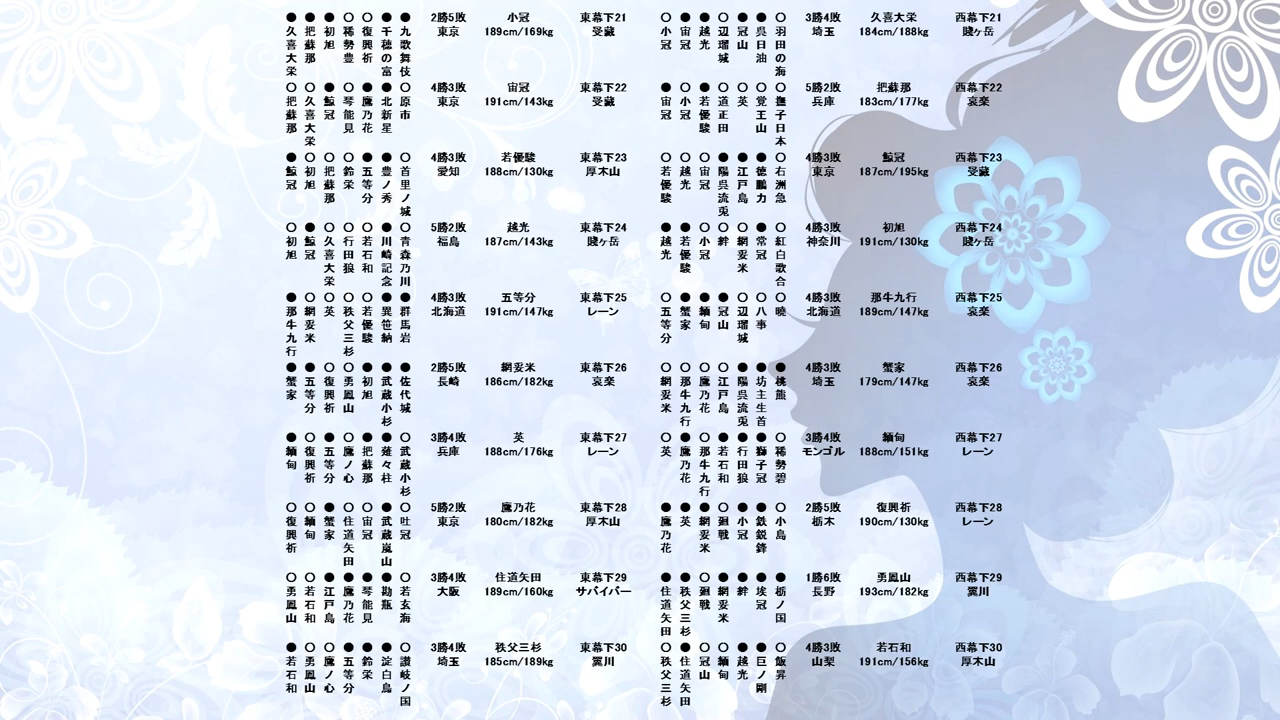 ●久喜大栄 ●把蘇那 ●初旭 ○稀勢豊 ○復興祈 ●千穂の富 ●九歌舞伎
2勝5敗 小冠 東幕下21
東京 189cm/169kg 受蔵
○小冠 ●宙冠 ●越光 ○辺瑠城 ●冠山 ●呉日油 ○羽田の海
3勝4敗 久喜大栄 西幕下21
埼玉 184cm/188kg 賤ヶ岳
○把蘇那 ○久喜大栄 ●鯨冠 ○琴能見 ●鷹乃花 ●北新星 ○原市
4勝3敗 宙冠 東幕下22
東京 191cm/143kg 受蔵
●宙冠 ○小冠 ●若優駿 ○道正田 ○英 ○覚王山 ○撫子日本
5勝2敗 把蘇那 西幕下22
兵庫 183cm/177kg 哀楽
●鯨冠 ○初旭 ○把蘇那 ○鈴栄 ●五等分 ●豊ノ秀 ○首里ノ城
4勝3敗 若優駿 東幕下23
愛知 188cm/130kg 厚木山
○若優駿 ○越光 ○宙冠 ●陽呉流兎 ●江戸島 ●徳鵬力 ○石洲急
4勝3敗 鯨冠 西幕下23
東京 187cm/195kg 受蔵
○初旭 ●鯨冠 ○久喜大栄 ○行田狼 ○若石和 ●川崎記念 ○青森乃川
5勝2敗 越光 東幕下24
福島 187cm/143kg 賤ヶ岳
●越光 ●若優駿 ○小冠 ○絆 ○網妥米 ●常冠 ○紅白歌合
4勝3敗 初旭 西幕下24
神奈川 191cm/130kg 賤ヶ岳
●那牛九行 ○網妥米 ○英 ○秩父三杉 ○若優駿 ●異笹納 ●群馬岩
4勝3敗 五等分 東幕下25
北海道 191cm/147kg レーン
○五等分 ●蟹家 ●緬甸 ●冠山 ○辺瑠城 ○八事 ○暁
4勝3敗 那牛九行 西幕下25
北海道 189cm/147kg 哀楽
●蟹家 ●五等分 ○復興祈 ○勇鳳山 ●初旭 ●武蔵小杉 ●佐代城
2勝5敗 網妥米 東幕下26
長崎 186cm/182kg 哀楽
○網妥米 ○那牛九行 ○鷹乃花 ○江戸島 ●陽呉流兎 ●坊主生首 ●桃熊
4勝3敗 蟹家 西幕下26
埼玉 179cm/147kg 哀楽
●緬甸 ○復興祈 ●五等分 ○鷹ノ心 ●把蘇那 ●薙々柱 ○武蔵小杉
3勝4敗 英 東幕下27
兵庫 188cm/176kg レーン
○英 ●鷹乃花 ○那牛九行 ○若石和 ●行田狼 ●獅子冠 ○稀勢碧
3勝4敗 緬甸 西幕下27
モンゴル 188cm/151kg レーン
○復興祈 ○緬甸 ●蟹家 ○住道矢田 ○宙冠 ●武蔵嵐山 ○吐冠
5勝2敗 鷹乃花 東幕下28
東京 180cm/182kg 厚木山
●鷹乃花 ●英 ●網妥米 ○廻戦 ●小冠 ●鉄鋭鋒 ○小島
2勝5敗 復興祈 西幕下28
栃木 190cm/130kg レーン
○勇鳳山 ○若石和 ●江戸島 ●鷹乃花 ●琴能見 ●勘瓶 ○若玄海
3勝4敗 住道矢田 東幕下29
大阪 189cm/160kg サバイバー
●住道矢田 ●秩父三杉 ○廻戦 ●網妥米 ●絆 ●埃冠 ●栃ノ国
1勝6敗 勇鳳山 西幕下29
長野 193cm/182kg 翼川
●若石和 ○勇鳳山 ○鷹ノ心 ●五等分 ●鈴栄 ●淀白鳥 ○讃岐ノ国
3勝4敗 秩父三杉 東幕下30
埼玉 185cm/189kg 翼川
○秩父三杉 ●住道矢田 ○冠山 ○緬甸 ●越光 ●巨ノ剛 ○飯昇
4勝3敗 若石和 西幕下30
山梨 191cm/156kg 厚木山